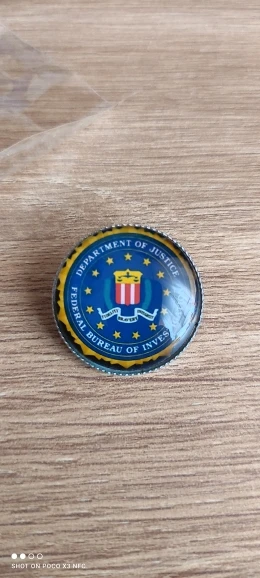 DEPARTMENT OF JUSTICE
FEDERAL BUREAU OF INVES
SHOT ON POCO X3 NFC